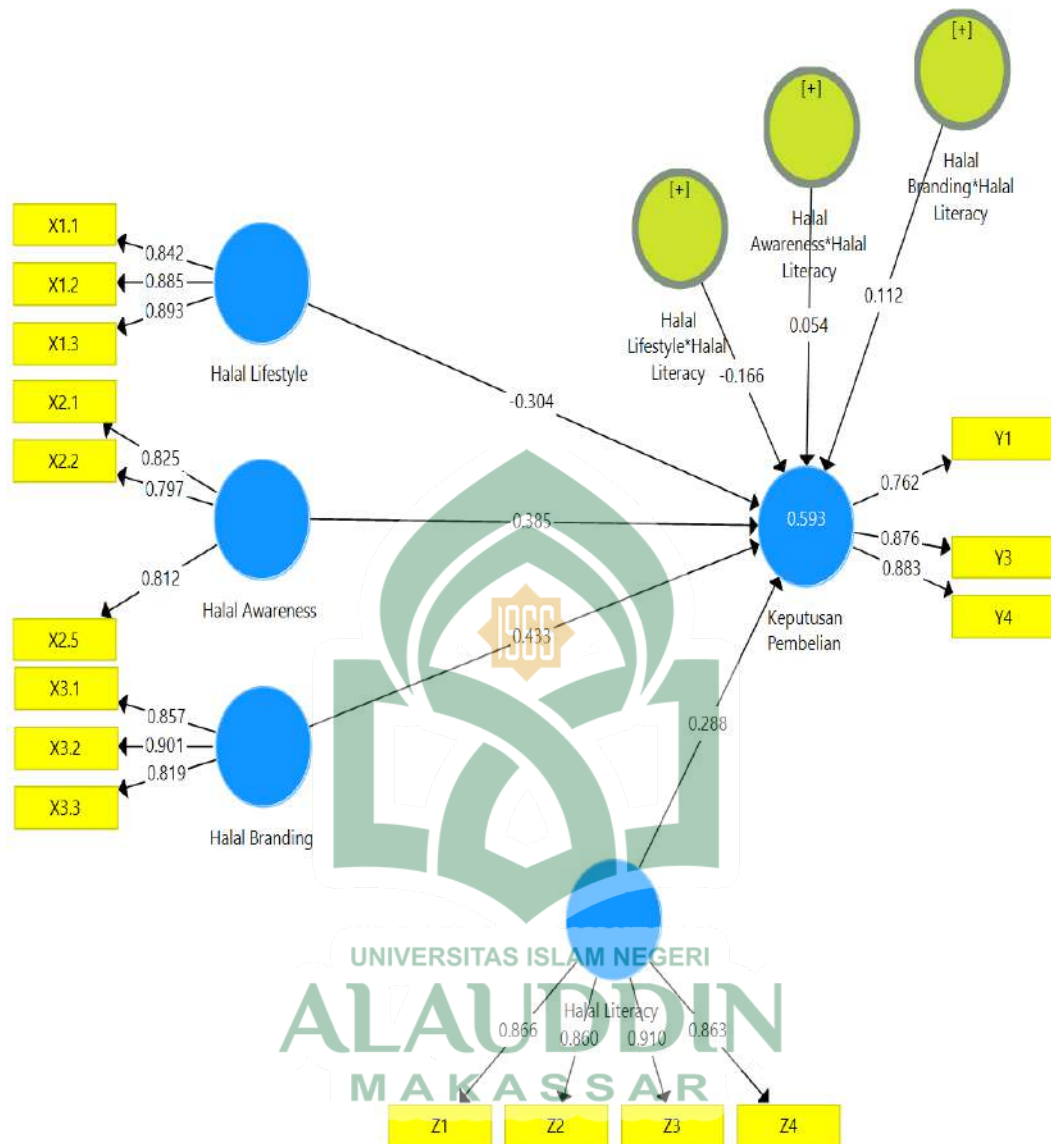 [+]
[+]
[+]
Halal
Branding*Halal
Literacy
Halal
Awareness*Halal
Literacy
Halal
Lifestyle*Halal
Literacy
0.112
0.054
-0.166
X1.1
X1.2
X1.3
0.842
0.885
0.893
Halal Lifestyle
-0.304
X2.1
X2.2
X2.5
0.825
0.797
0.812
Halal Awareness
0.385
X3.1
X3.2
X3.3
0.857
0.901
0.819
Halal Branding
0.433
0.593
Keputusan
Pembelian
0.762
0.876
0.883
Y1
Y3
Y4
0.288
1965
UNIVERSITAS ISLAM NEGERI
ALAUDDIN
MAKASSAR
Halal Literacy
0.866
0.860
0.910
0.863
Z1
Z2
Z3
Z4